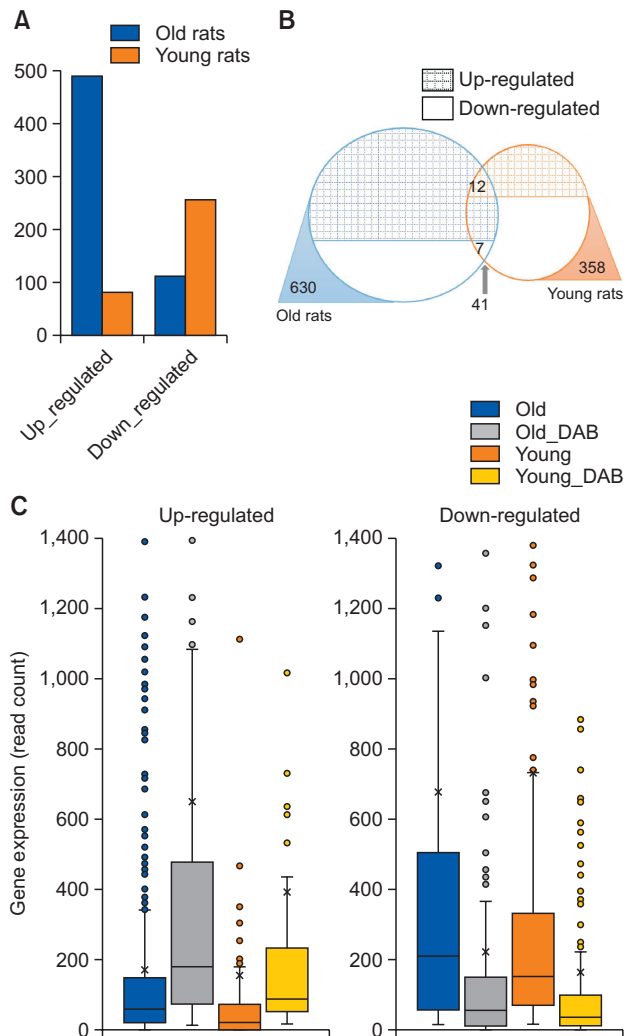 A
Old rats
Young rats
500
400
300
200
100
0
Up_regulated
Down_regulated
B
Up-regulated
Down-regulated
12
7
630
358
Old rats
41
Young rats
Old
Old_DAB
Young
Young_DAB
C
Up-regulated
Down-regulated
Gene expression (read count)
1,400
1,200
1,000
800
600
400
200
0
1,400
1,200
1,000
800
600
400
200
0